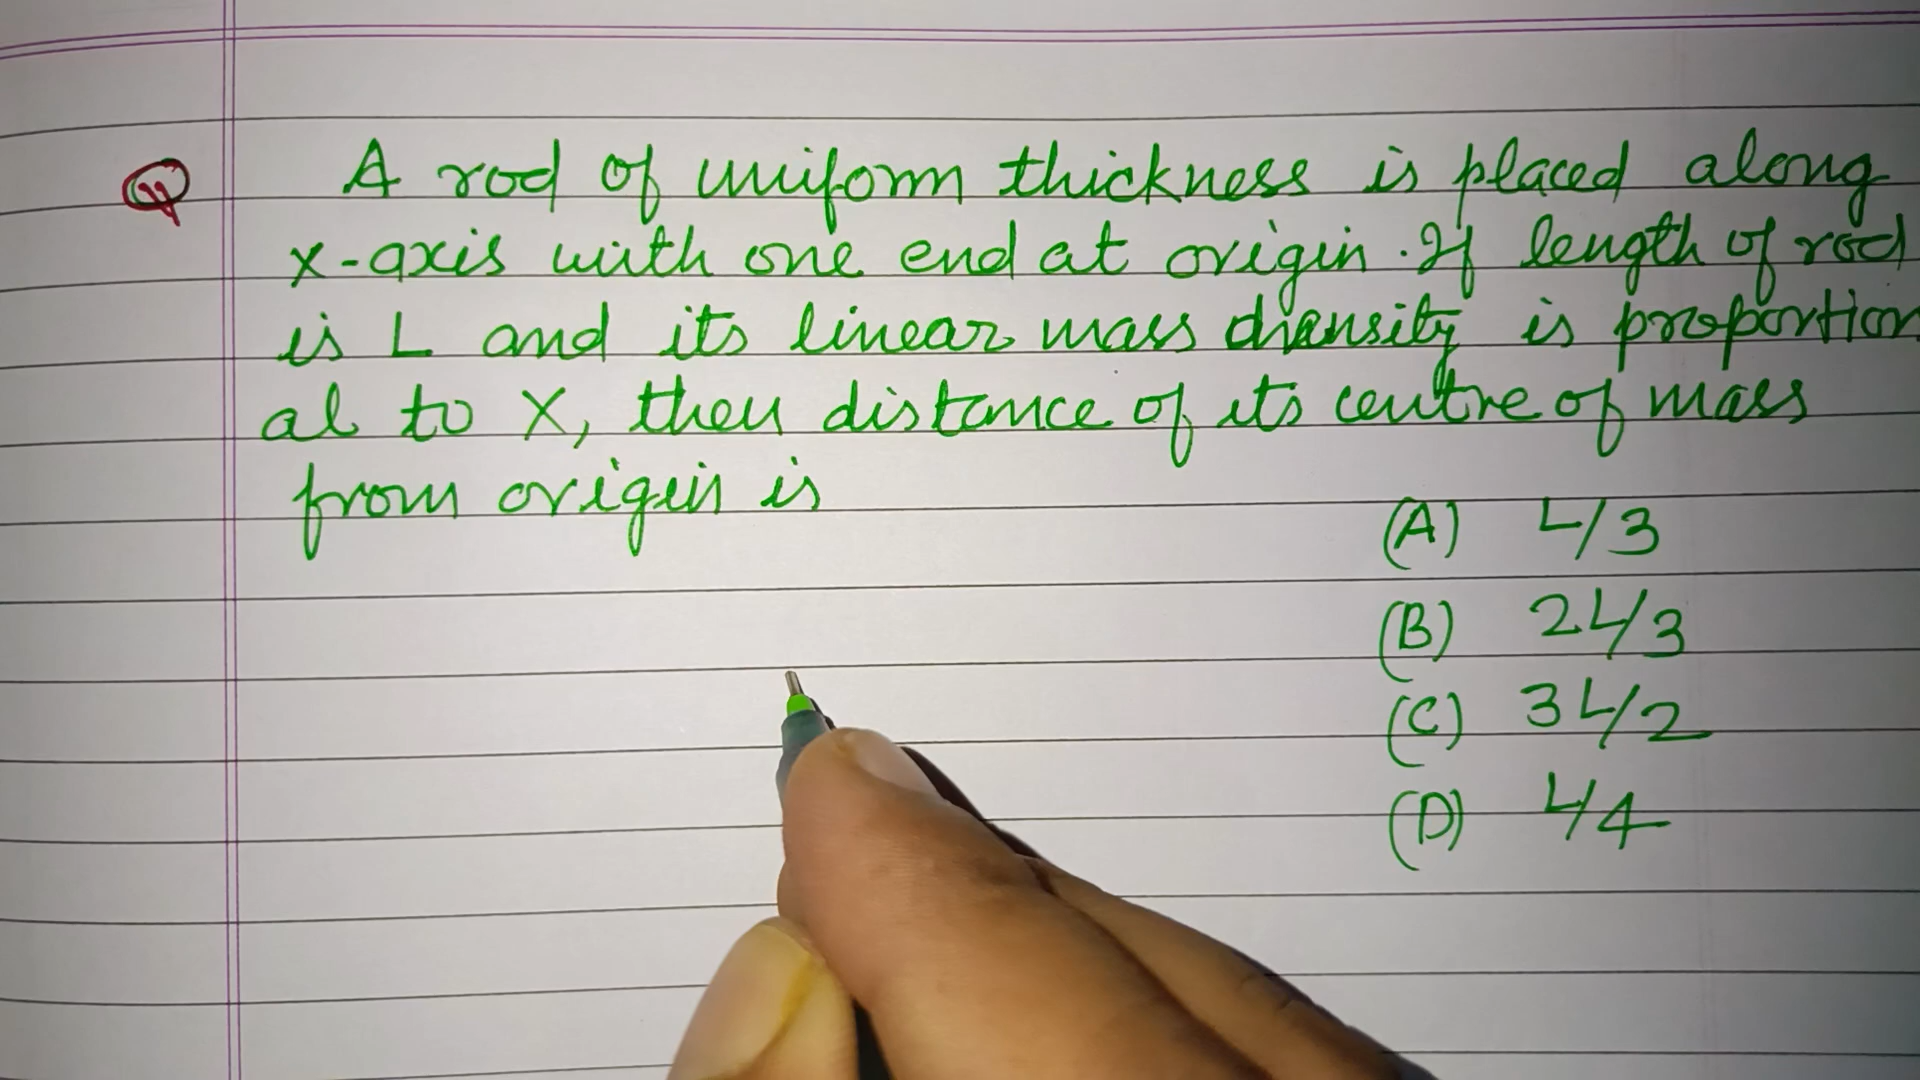 Q A rod of uniform thickness is placed along
x-axis with one end at origin. If length of rod
is L and its linear mass density is proportion
al to X, then distance of its centre of mass
from origin is
(A) L/3
(B) 2L/3
(C) 3L/2
(D) L/4